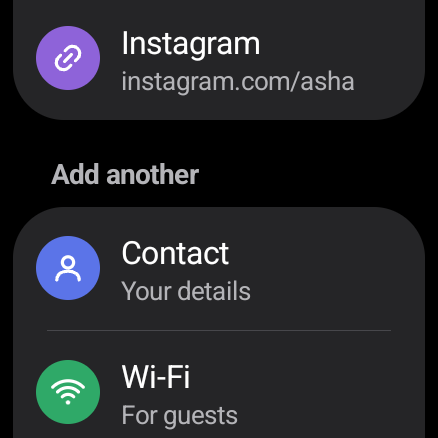 Instagram
instagram.com/asha
Add another
Contact
Your details
Wi-Fi
For guests